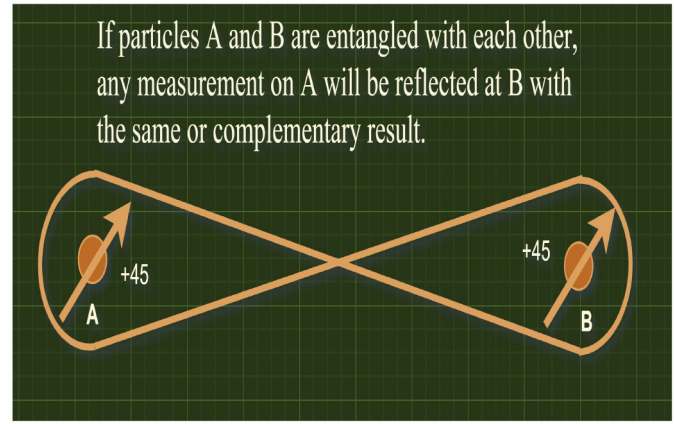 If particles A and B are entangled with each other,
any measurement on A will be reflected at B with
the same or complementary result.
+45
+45
A
B